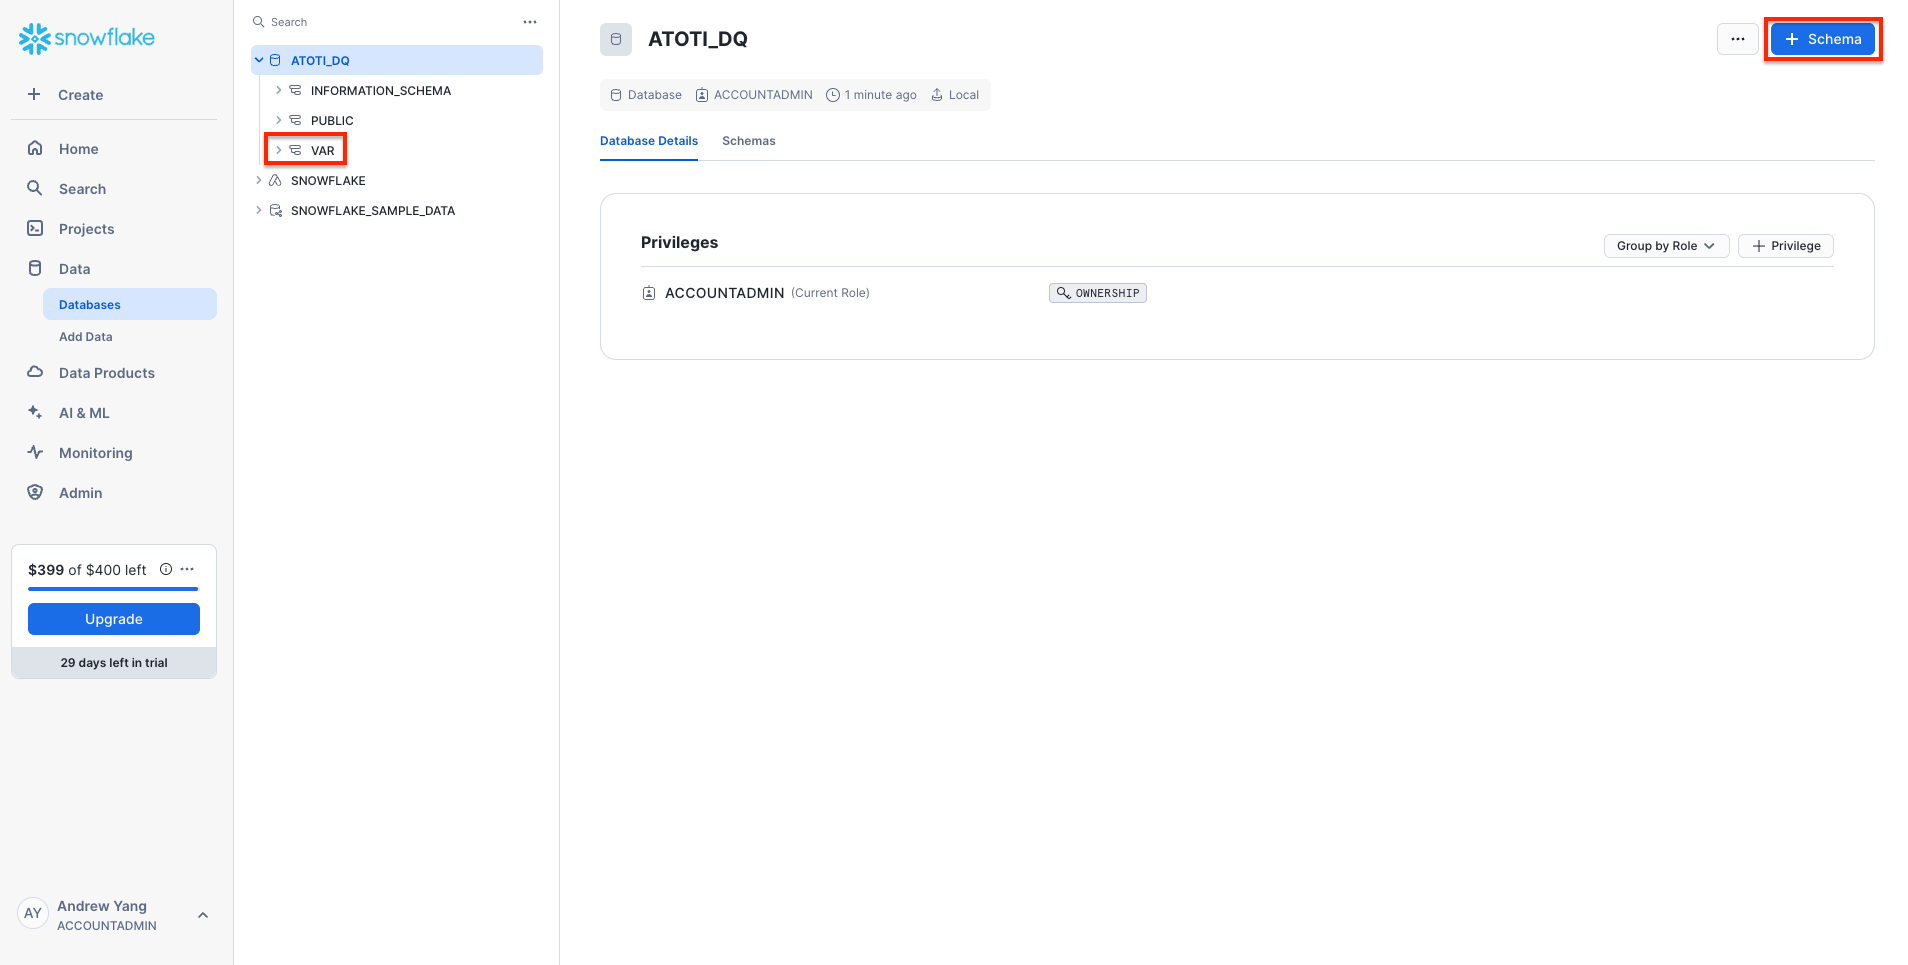 snowflake
Create
Home
Search
Projects
Data
Databases
Add Data
Data Products
AI & ML
Monitoring
Admin
$399 of $400 left
Upgrade
29 days left in trial
AY
Andrew Yang
ACCOUNTADMIN
Search
ATOTI_DQ
INFORMATION_SCHEMA
PUBLIC
VAR
SNOWFLAKE
SNOWFLAKE_SAMPLE_DATA
ATOTI_DQ
Schema
Database ACCOUNTADMIN 1 minute ago Local
Database Details Schemas
Privileges
Group by Role Privilege
ACCOUNTADMIN (Current Role) OWNERSHIP